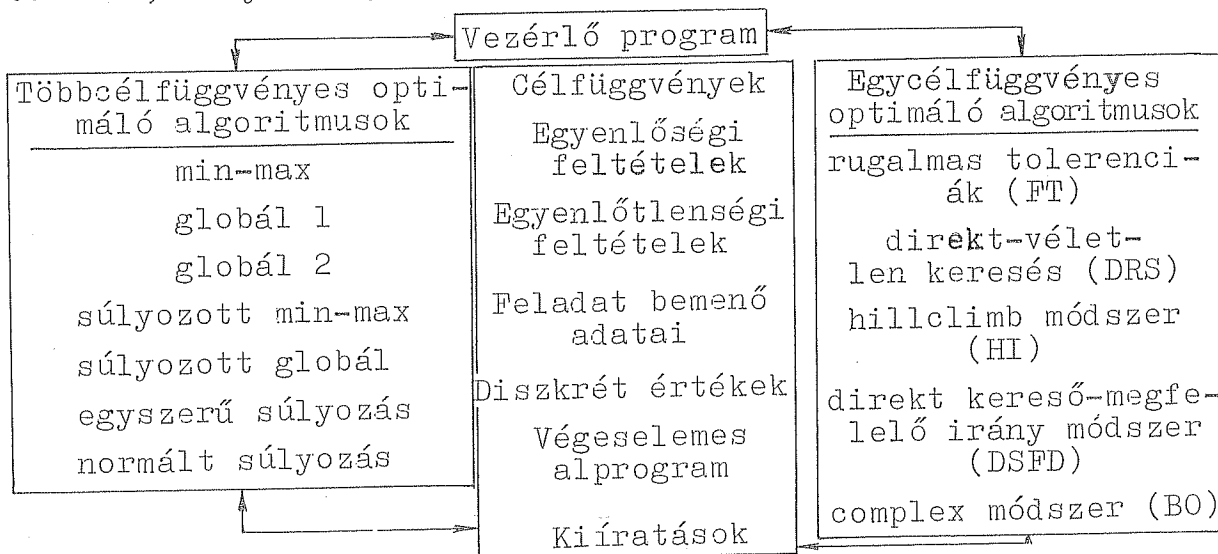 Vezérlő program
Többcélfüggvényes opti-
máló algoritmusok
min-max
globál 1
globál 2
súlyozott min-max
súlyozott globál
egyszerű súlyozás
normált súlyozás
Célfüggvények
Egyenlőségi
feltételek
Egyenlőtlenségi
feltételek
Feladat bemenő
adatai
Diszkrét értékek
Végeselemes
alprogram
Kiíratások
Egycélfüggvényes
optimáló algoritmusok
rugalmas tolerenci-
ák (FT)
direkt-vélet-
len keresés (DRS)
hillclimb módszer
(HI)
direkt kereső-megfe-
lelő irány módszer
(DSFD)
complex módszer (BO)